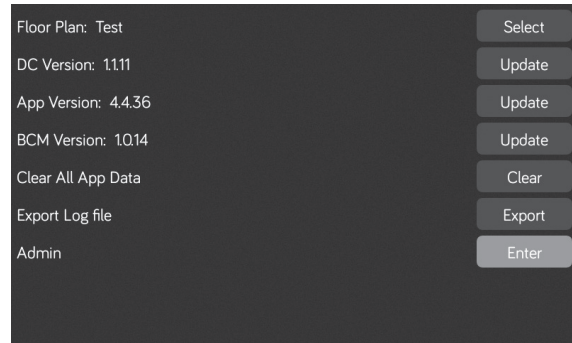 Floor Plan: Test Select
DC Version: 1.1.11 Update
App Version: 4.4.36 Update
BCM Version: 1.0.14 Update
Clear All App Data Clear
Export Log file Export
Admin Enter